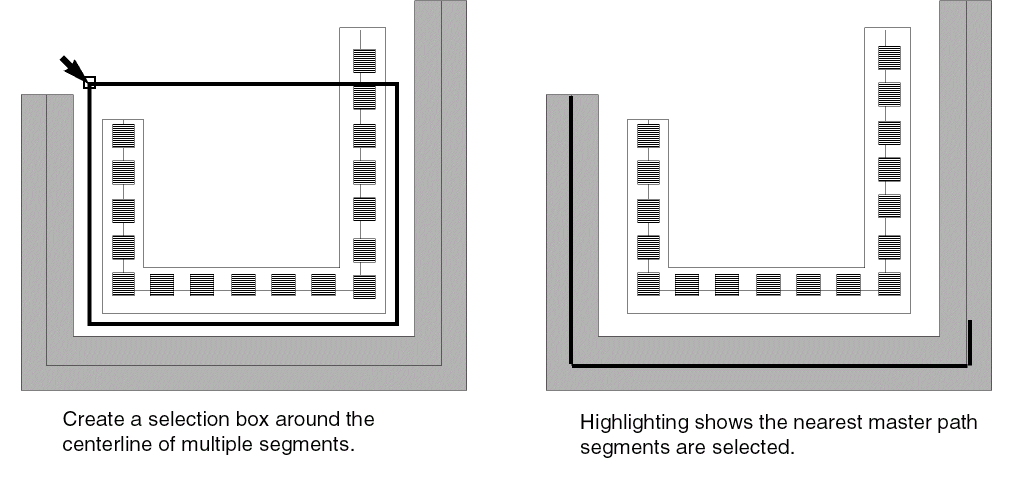 Create a selection box around the
centerline of multiple segments.
Highlighting shows the nearest master path
segments are selected.